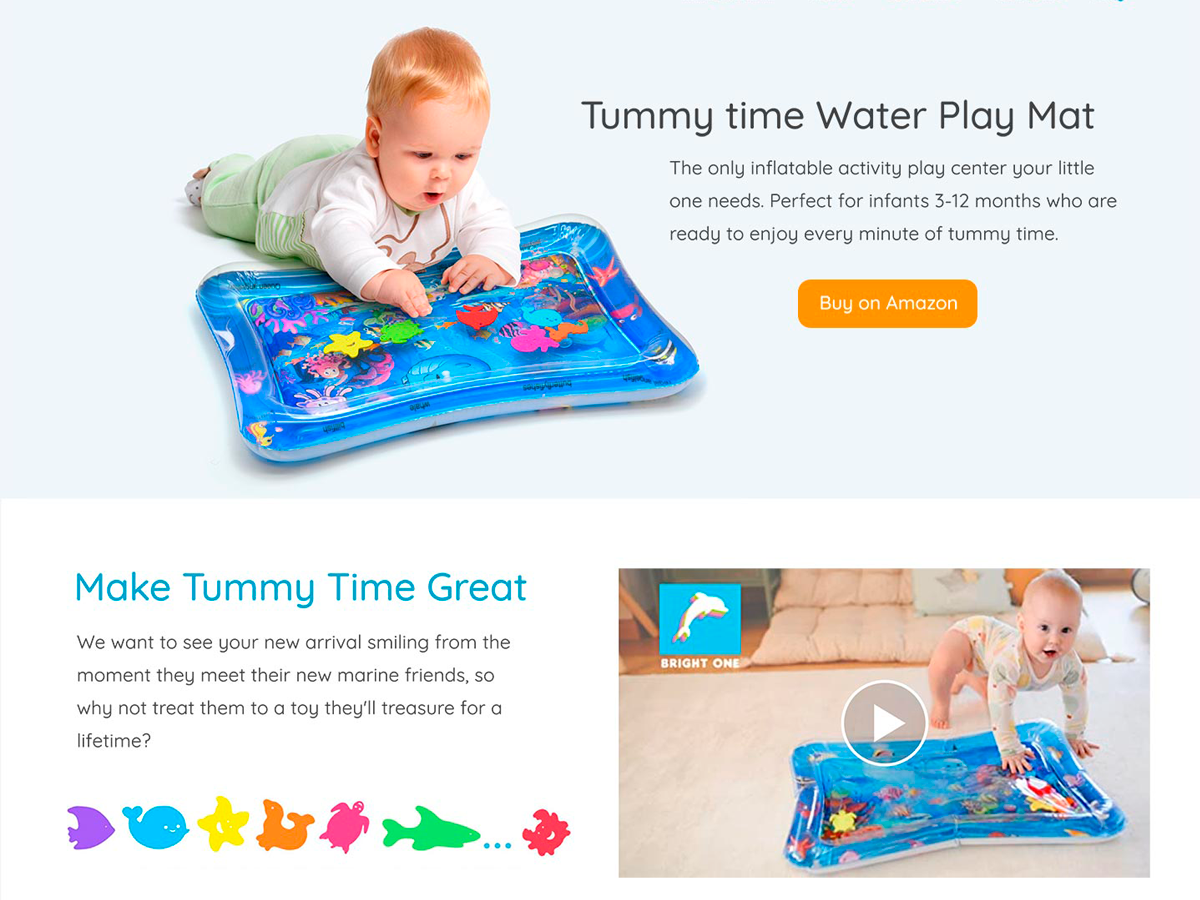 Tummy time Water Play Mat
The only inflatable activity play center your little
one needs. Perfect for infants 3-12 months who are
ready to enjoy every minute of tummy time.
Buy on Amazon
Make Tummy Time Great
We want to see your new arrival smiling from the
moment they meet their new marine friends, so
why not treat them to a toy they'll treasure for a
lifetime?
...
BRIGHT ONE
whale